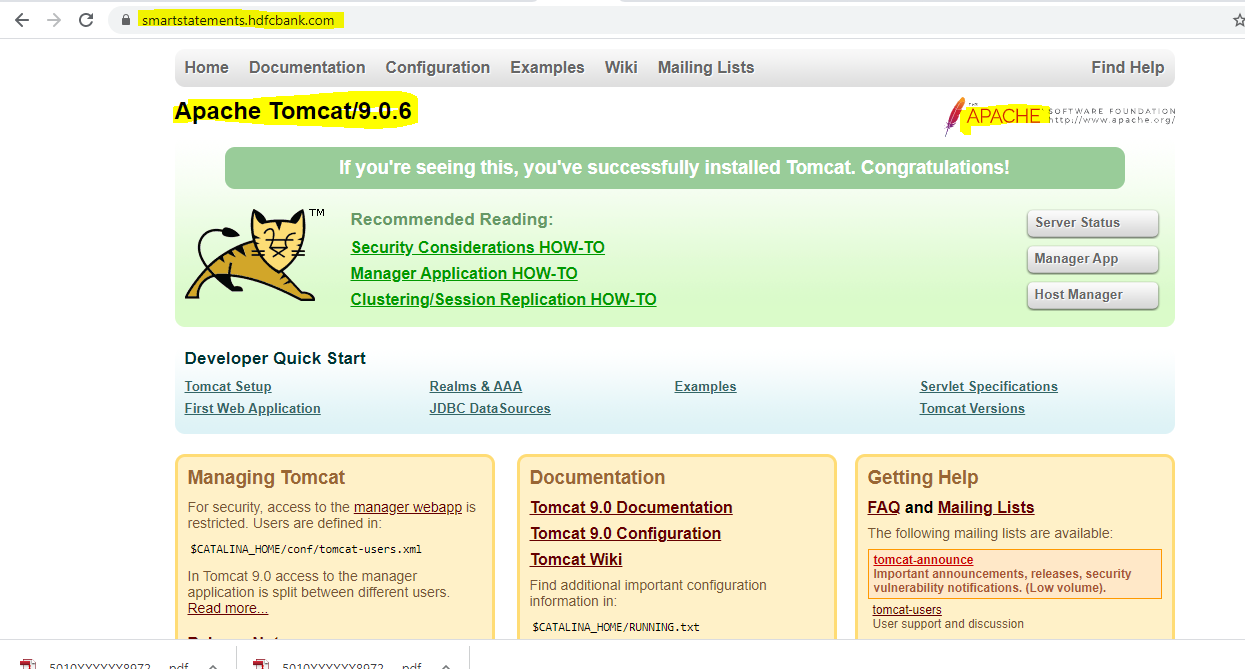 smartstatements.hdfcbank.com
Home Documentation Configuration Examples Wiki Mailing Lists Find Help
Apache Tomcat/9.0.6
THE
APACHE SOFTWARE FOUNDATION
http://www.apache.org/
If you're seeing this, you've successfully installed Tomcat. Congratulations!
TM
Recommended Reading:
Security Considerations HOW-TO
Manager Application HOW-TO
Clustering/Session Replication HOW-TO
Server Status
Manager App
Host Manager
Developer Quick Start
Tomcat Setup
First Web Application
Realms & AAA
JDBC DataSources
Examples
Servlet Specifications
Tomcat Versions
Managing Tomcat
For security, access to the manager webapp is
restricted. Users are defined in:
$CATALINA_HOME/conf/tomcat-users.xml
In Tomcat 9.0 access to the manager
application is split between different users.
Read more...
Documentation
Tomcat 9.0 Documentation
Tomcat 9.0 Configuration
Tomcat Wiki
Find additional important configuration
information in:
$CATALINA_HOME/RUNNING.txt
Getting Help
FAQ and Mailing Lists
The following mailing lists are available:
tomcat-announce
Important announcements, releases, security
vulnerability notifications. (Low volume).
tomcat-users
User support and discussion